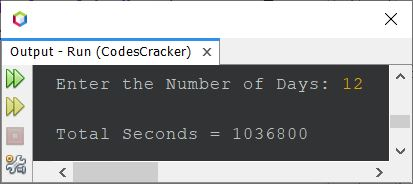 Output - Run (CodesCracker)
Enter the Number of Days: 12
Total Seconds = 1036800